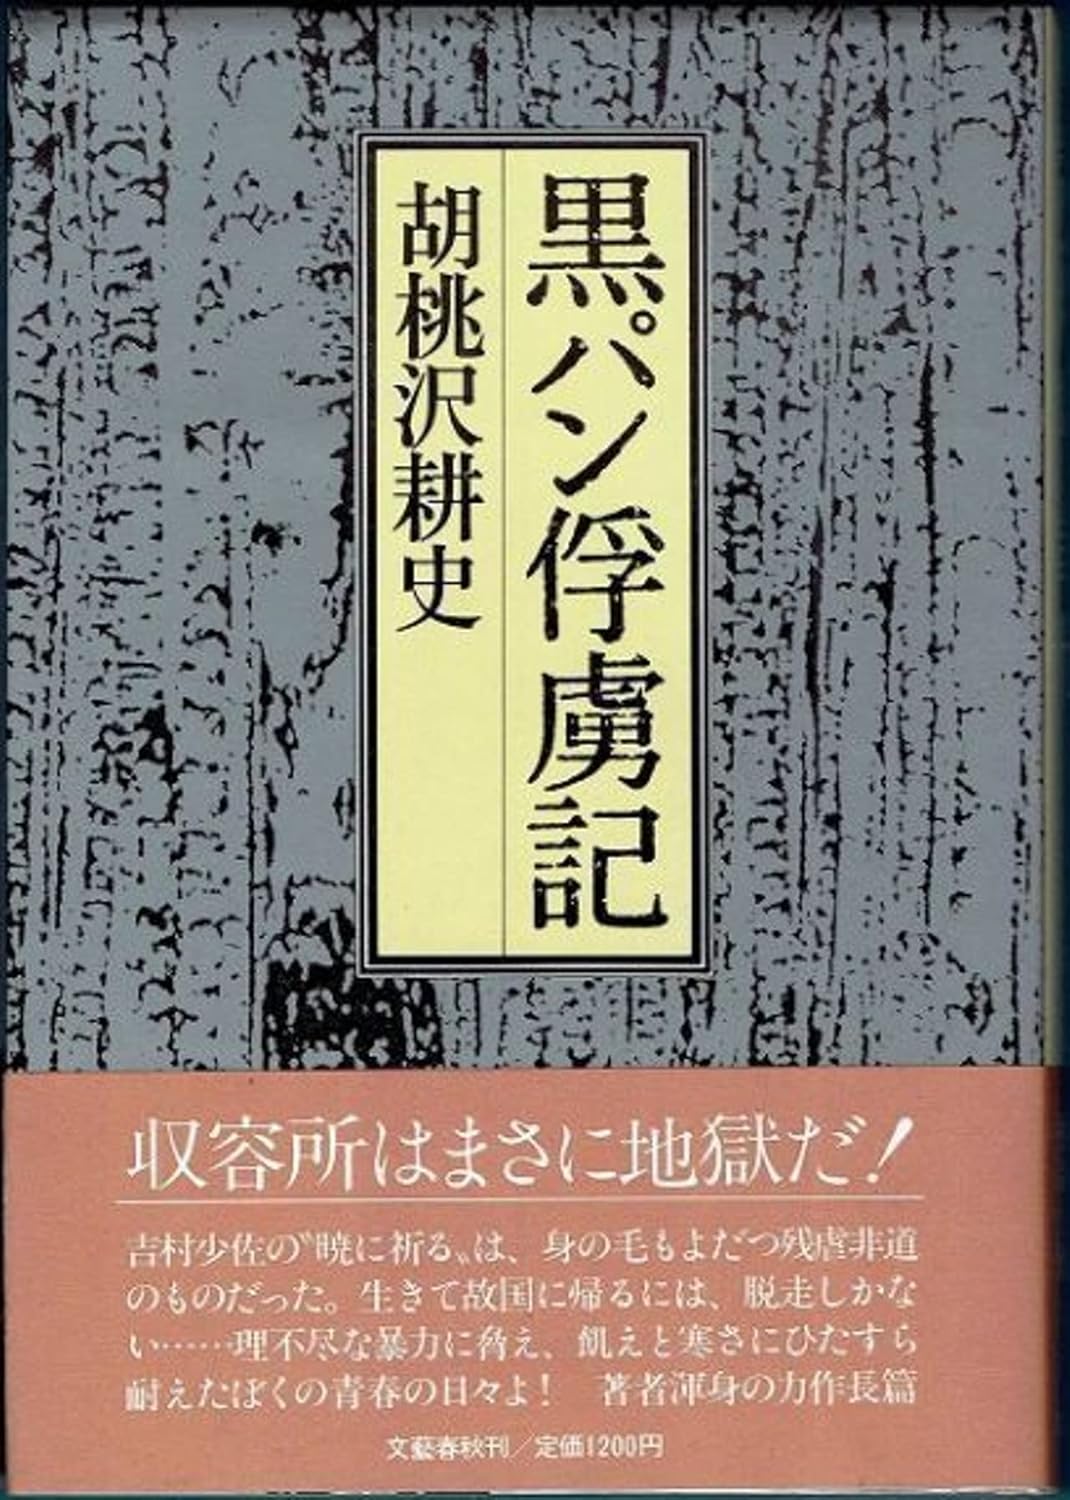 黒パン俘虜記
胡桃沢耕史
収容所はまさに地獄だ！
吉村少佐の〝暁に祈る〟は、身の毛もよだつ残虐非道
のものだった。生きて故国に帰るには、脱走しかな
い……理不尽な暴力に脅え、飢えと寒さにひたすら
耐えたぼくの青春の日々よ！　著者渾身の力作長篇
文藝春秋刊／定価1200円